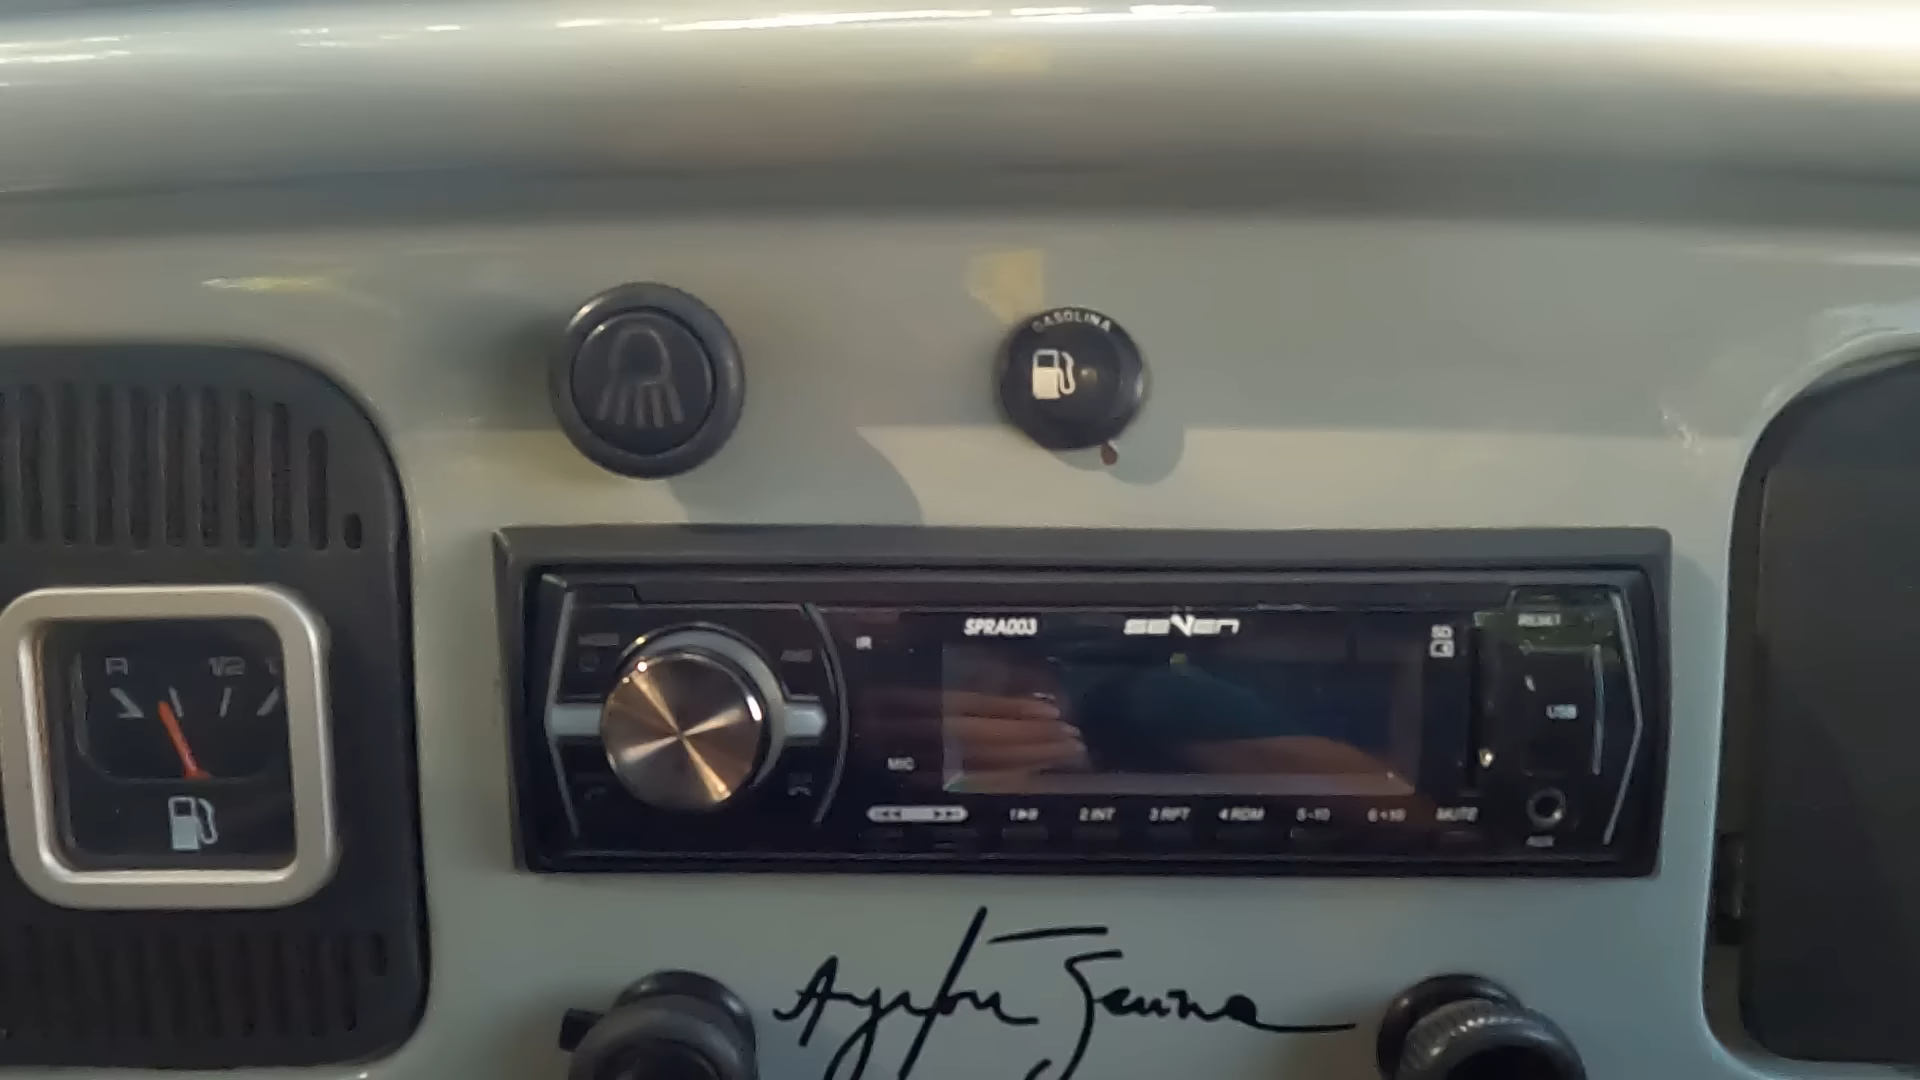 GASOLINA
R 1/2
SPRA003 seven
IR
SD
RESET
USB
MIC
1 2 INT 3 RPT 4 RDM 5 -10 6 +10 MUTE
AUX
Ayrton Senna